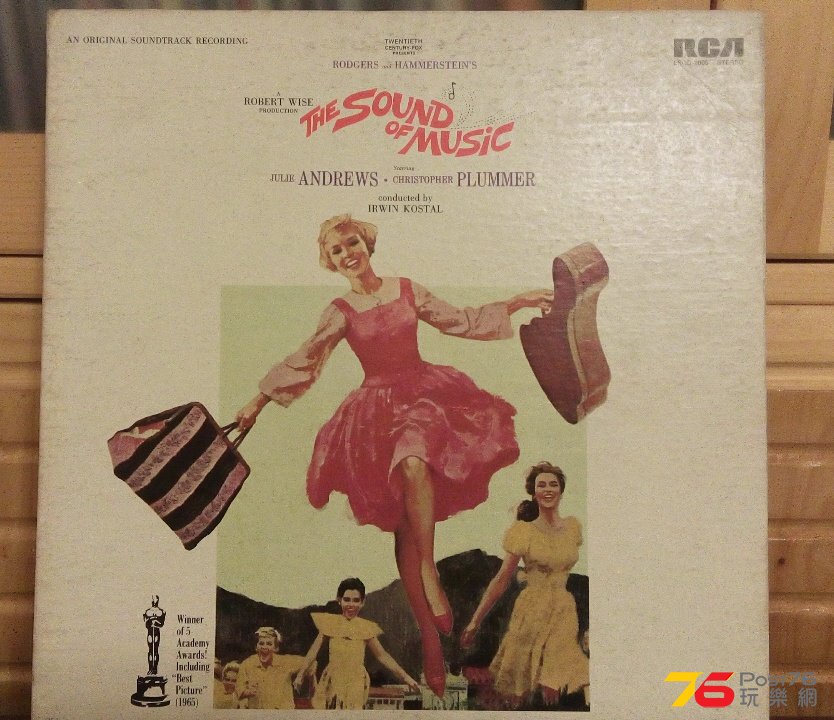 AN ORIGINAL SOUNDTRACK RECORDING
TWENTIETH
CENTURY-FOX
PRESENTS
RODGERS AND HAMMERSTEIN'S
RCA
STEREO
A
ROBERT WISE
PRODUCTION
THE SOUND
OF MUSIC
Starring
JULIE ANDREWS • CHRISTOPHER PLUMMER
conducted by
IRWIN KOSTAL
Winner
of 5
Academy
Awards!
Including
"Best
Picture"
(1965)
76
Post76
玩樂網